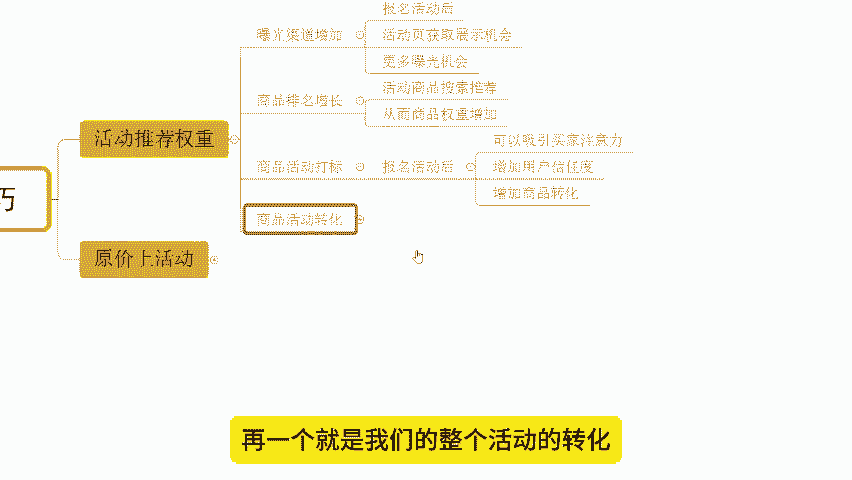 报名活动后
曝光渠道增加
活动页获取展示机会
更多曝光机会
活动商品搜索推荐
商品排名增长
从而商品权重增加
活动推荐权重
可以吸引买家注意力
商品活动打标
报名活动后
增加用户信任度
增加商品转化
巧
商品活动转化
原价上活动
再一个就是我们的整个活动的转化